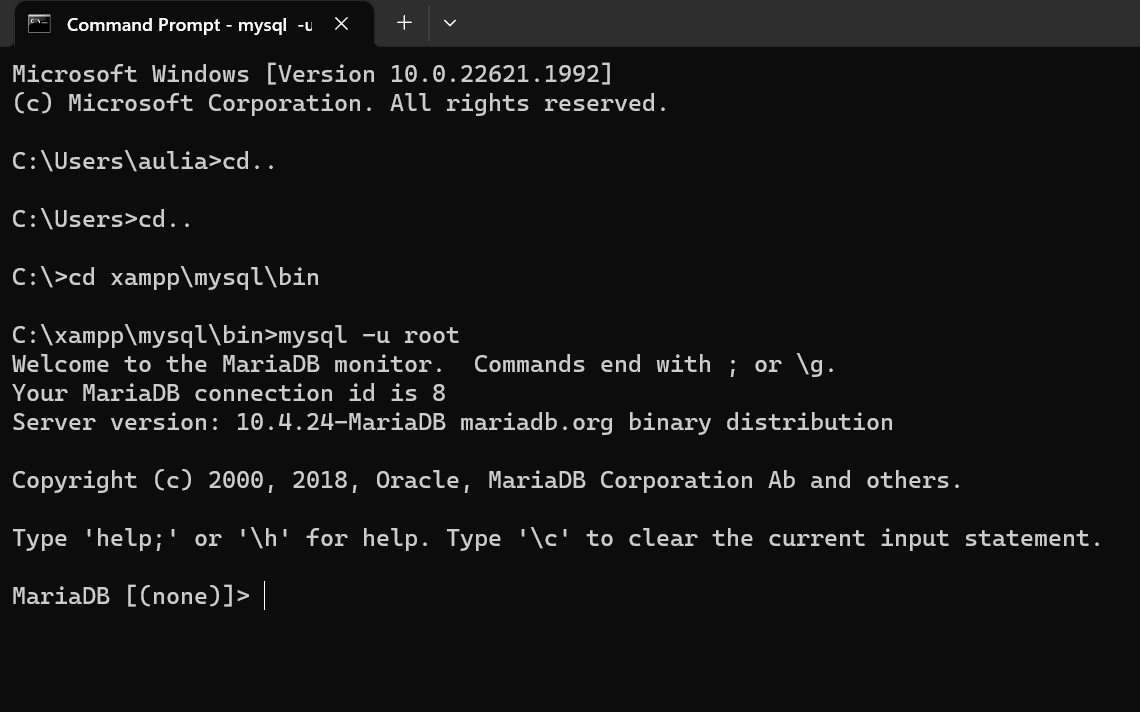 Command Prompt - mysql  -u
Microsoft Windows [Version 10.0.22621.1992]
(c) Microsoft Corporation. All rights reserved.
C:\Users\aulia>cd..
C:\Users>cd..
C:\>cd xampp\mysql\bin
C:\xampp\mysql\bin>mysql -u root
Welcome to the MariaDB monitor.  Commands end with ; or \g.
Your MariaDB connection id is 8
Server version: 10.4.24-MariaDB mariadb.org binary distribution
Copyright (c) 2000, 2018, Oracle, MariaDB Corporation Ab and others.
Type 'help;' or '\h' for help. Type '\c' to clear the current input statement.
MariaDB [(none)]>